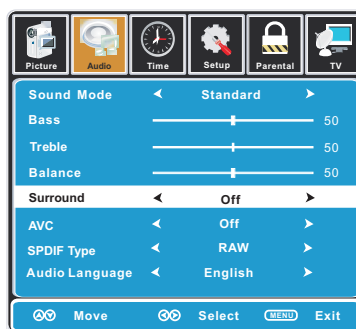 Picture Audio Time Setup Parental TV
Sound Mode Standard
Bass 50
Treble 50
Balance 50
Surround Off
AVC Off
SPDIF Type RAW
Audio Language English
Move Select MENU Exit